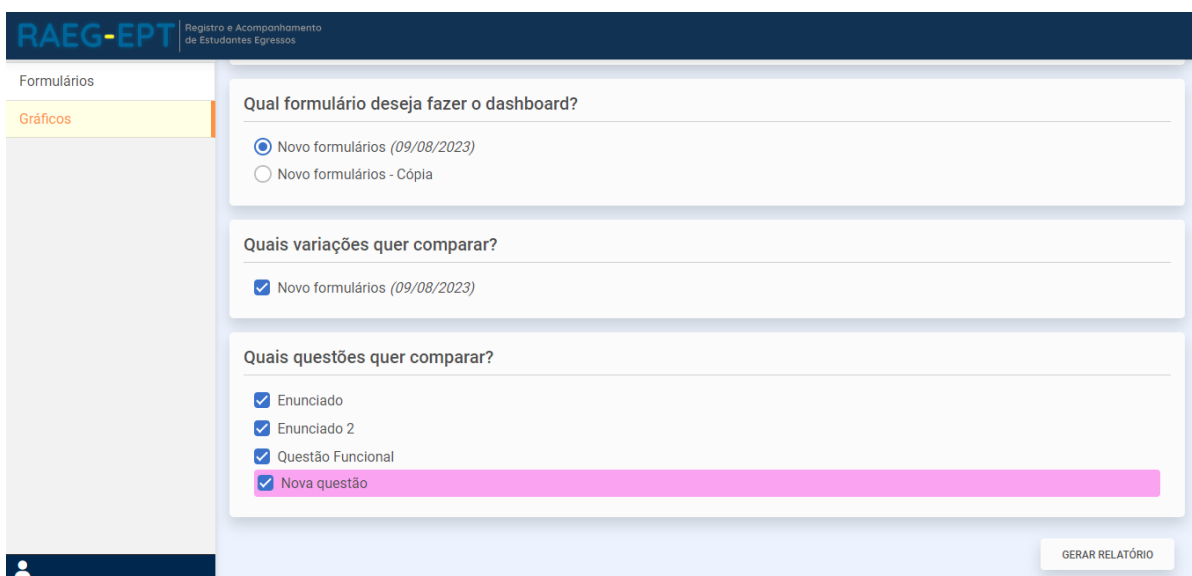 RAEG-EPT
Registro e Acompanhamento
de Estudantes Egressos
Formulários
Gráficos
Qual formulário deseja fazer o dashboard?
Novo formulários (09/08/2023)
Novo formulários - Cópia
Quais variações quer comparar?
Novo formulários (09/08/2023)
Quais questões quer comparar?
Enunciado
Enunciado 2
Questão Funcional
Nova questão
GERAR RELATÓRIO